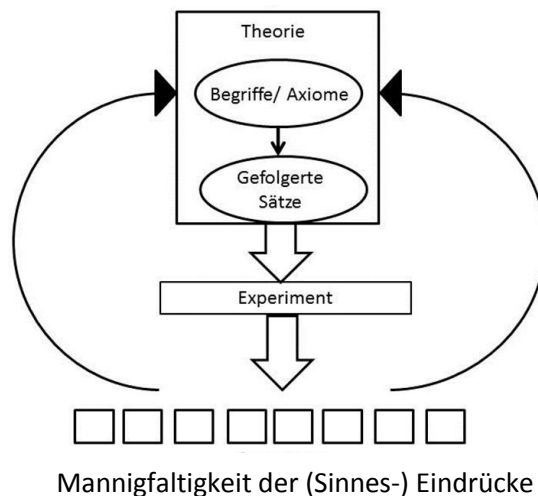 Theorie
Begriffe/ Axiome
Gefolgerte
Sätze
Experiment
Mannigfaltigkeit der (Sinnes-) Eindrücke